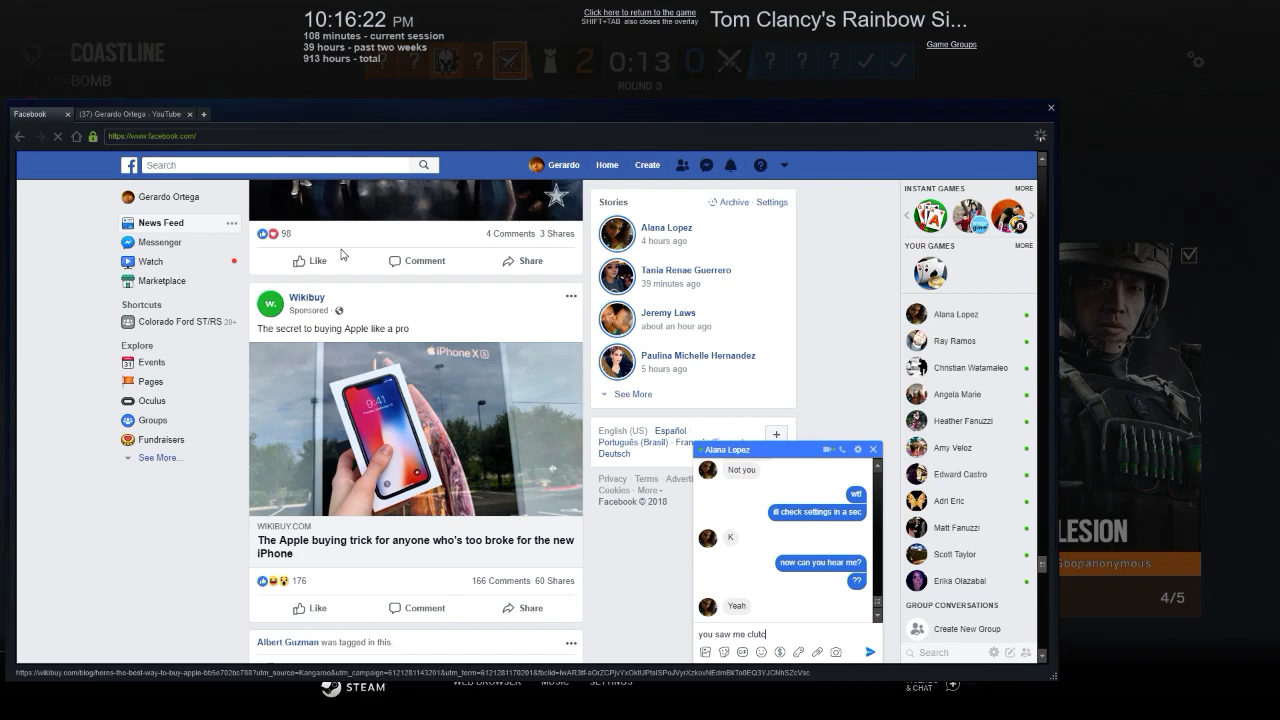 10:16:22 PM
108 minutes - current session
39 hours - past two weeks
913 hours - total
Click here to return to the game
SHIFT+TAB also closes the overlay
Tom Clancy's Rainbow Si...
Game Groups
COASTLINE
BOMB
? ? ? 2 0:13 0 ? ? ?
ROUND 3
Facebook
(37) Gerardo Ortega - YouTube
https://www.facebook.com/
Search
Gerardo
Home
Create
Gerardo Ortega
News Feed
Messenger
Watch
Marketplace
Shortcuts
Colorado Ford ST/RS 20+
Explore
Events
Pages
Oculus
Groups
Fundraisers
See More...
98
4 Comments 3 Shares
Like
Comment
Share
w.
Wikibuy
Sponsored ·
The secret to buying Apple like a pro
iPhone XS
9:41
WIKIBUY.COM
The Apple buying trick for anyone who's too broke for the new
iPhone
176
166 Comments 60 Shares
Like
Comment
Share
Albert Guzman was tagged in this.
Stories
Archive · Settings
Alana Lopez
4 hours ago
Tania Renae Guerrero
39 minutes ago
Jeremy Laws
about an hour ago
Paulina Michelle Hernandez
5 hours ago
See More
English (US) · Español ·
Português (Brasil) ·
Deutsch
Privacy · Terms ·
Cookies · More ·
Facebook © 2018
Alana Lopez
Not you
wtf
ill check settings in a sec
K
now can you hear me?
??
Yeah
you saw me clutc
INSTANT GAMES
MORE
YOUR GAMES
MORE
Alana Lopez
Ray Ramos
Christian Watamaleo
Angela Marie
Heather Fanuzzi
Amy Veloz
Edward Castro
Adri Eric
Matt Fanuzzi
Scott Taylor
Erika Olazabal
GROUP CONVERSATIONS
Create New Group
Search
LESION
4/5
STEAM
WEB BROWSER
MUSIC
SETTINGS
FRIENDS
& CHAT